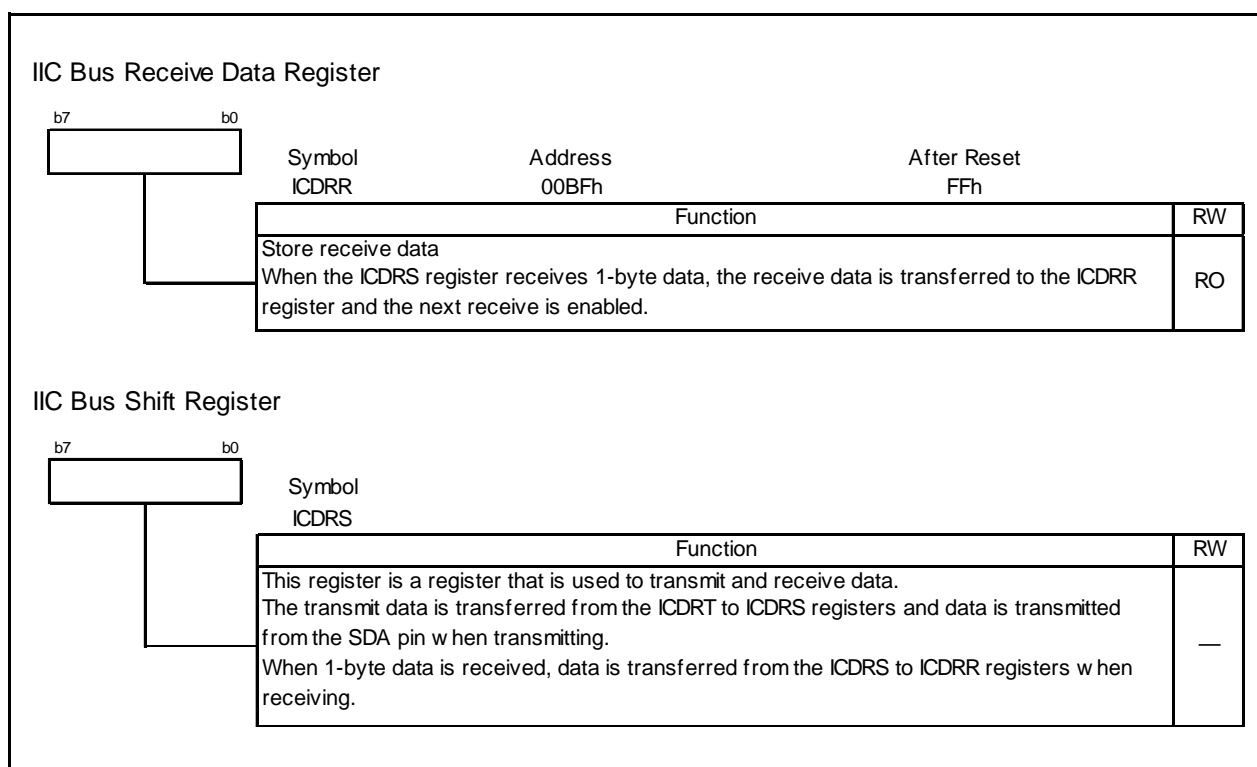 IIC Bus Receive Data Register
b7 b0
Symbol Address After Reset
ICDRR 00BFh FFh
Function RW
Store receive data
When the ICDRS register receives 1-byte data, the receive data is transferred to the ICDRR
register and the next receive is enabled.
RO
IIC Bus Shift Register
b7 b0
Symbol
ICDRS
Function RW
This register is a register that is used to transmit and receive data.
The transmit data is transferred from the ICDRT to ICDRS registers and data is transmitted
from the SDA pin when transmitting.
When 1-byte data is received, data is transferred from the ICDRS to ICDRR registers when
receiving.
—